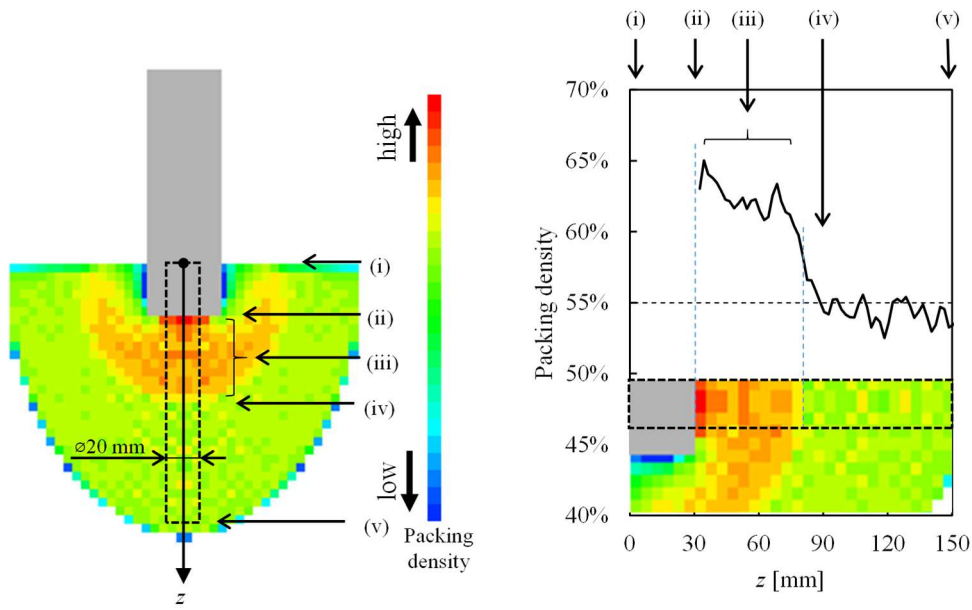 (i)
(ii)
(iii)
(iv)
(v)
⌀20 mm
z
high
low
Packing
density
(i)
(ii)
(iii)
(iv)
(v)
70%
65%
60%
55%
50%
45%
40%
Packing density
0
30
60
90
120
150
z [mm]